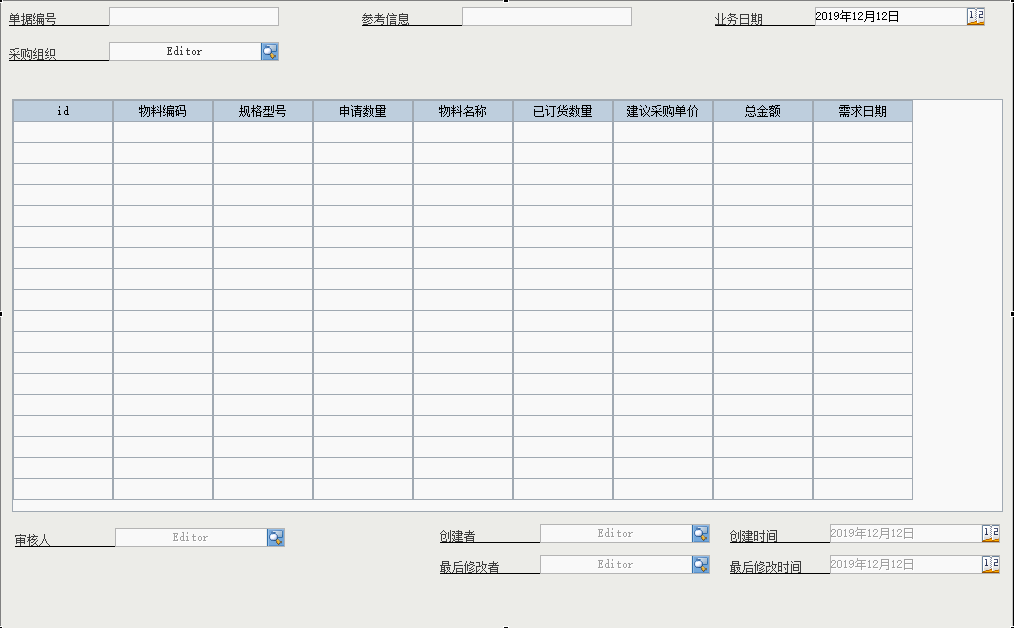 单据编号 参考信息 业务日期 2019年12月12日
采购组织 Editor
id 物料编码 规格型号 申请数量 物料名称 已订货数量 建议采购单价 总金额 需求日期
审核人 Editor 创建者 Editor 创建时间 2019年12月12日
最后修改者 Editor 最后修改时间 2019年12月12日